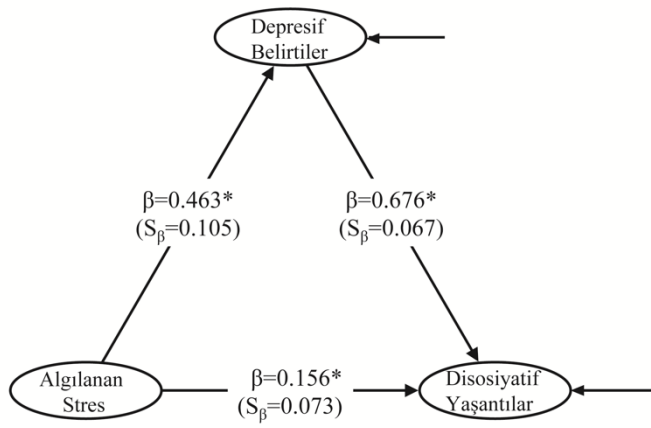 Depresif
Belirtiler
β=0.463*
(Sβ=0.105)
β=0.676*
(Sβ=0.067)
Algılanan
Stres
β=0.156*
(Sβ=0.073)
Disosiyatif
Yaşantılar